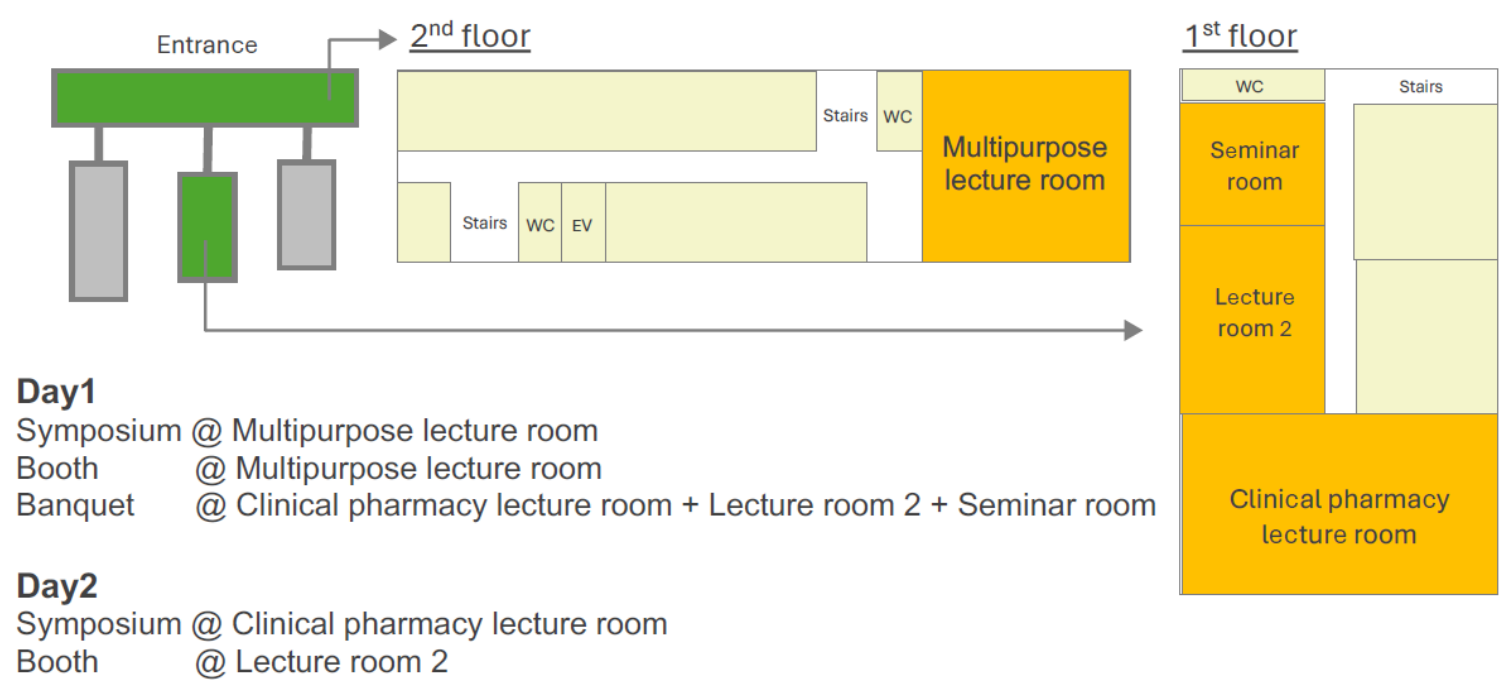 Entrance
2nd floor
1st floor
Stairs
WC
Multipurpose
lecture room
Stairs
WC
EV
WC
Stairs
Seminar
room
Lecture
room 2
Clinical pharmacy
lecture room
Day1
Symposium @ Multipurpose lecture room
Booth @ Multipurpose lecture room
Banquet @ Clinical pharmacy lecture room + Lecture room 2 + Seminar room
Day2
Symposium @ Clinical pharmacy lecture room
Booth @ Lecture room 2